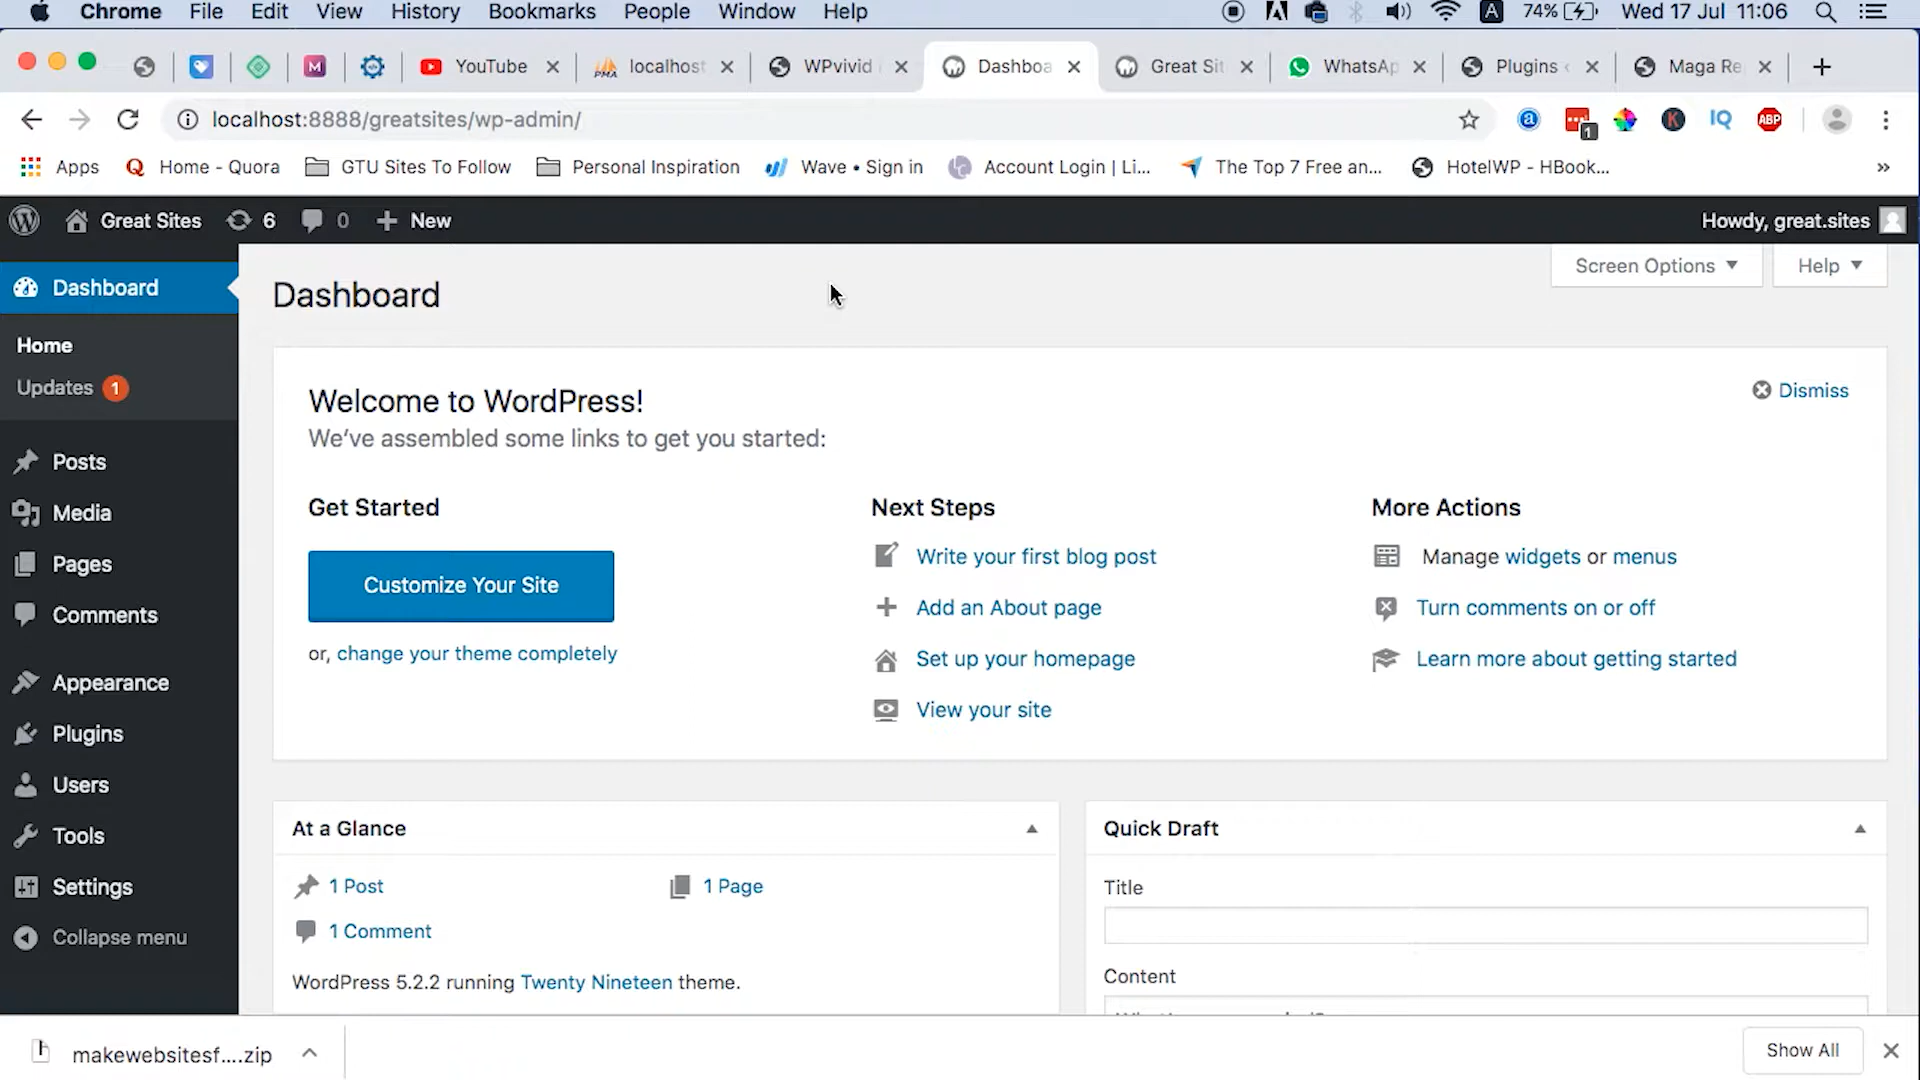 Chrome File Edit View History Bookmarks People Window Help A 74% Wed 17 Jul 11:06
M YouTube PMA localhost WPvivid Dashboa Great Sit WhatsAp Plugins Maga Re
localhost:8888/greatsites/wp-admin/ a 1 K IQ ABP
Apps Q Home - Quora GTU Sites To Follow Personal Inspiration Wave • Sign in Account Login | Li... The Top 7 Free an... HotelWP - HBook... »
Great Sites 6 0 New Howdy, great.sites
Screen Options Help
Dashboard
Home
Updates 1
Posts
Media
Pages
Comments
Appearance
Plugins
Users
Tools
Settings
Collapse menu
Dashboard
Welcome to WordPress!
Dismiss
We've assembled some links to get you started:
Get Started
Customize Your Site
or, change your theme completely
Next Steps
Write your first blog post
Add an About page
Set up your homepage
View your site
More Actions
Manage widgets or menus
Turn comments on or off
Learn more about getting started
At a Glance
1 Post 1 Page
1 Comment
WordPress 5.2.2 running Twenty Nineteen theme.
Quick Draft
Title
Content
makewebsitesf....zip Show All